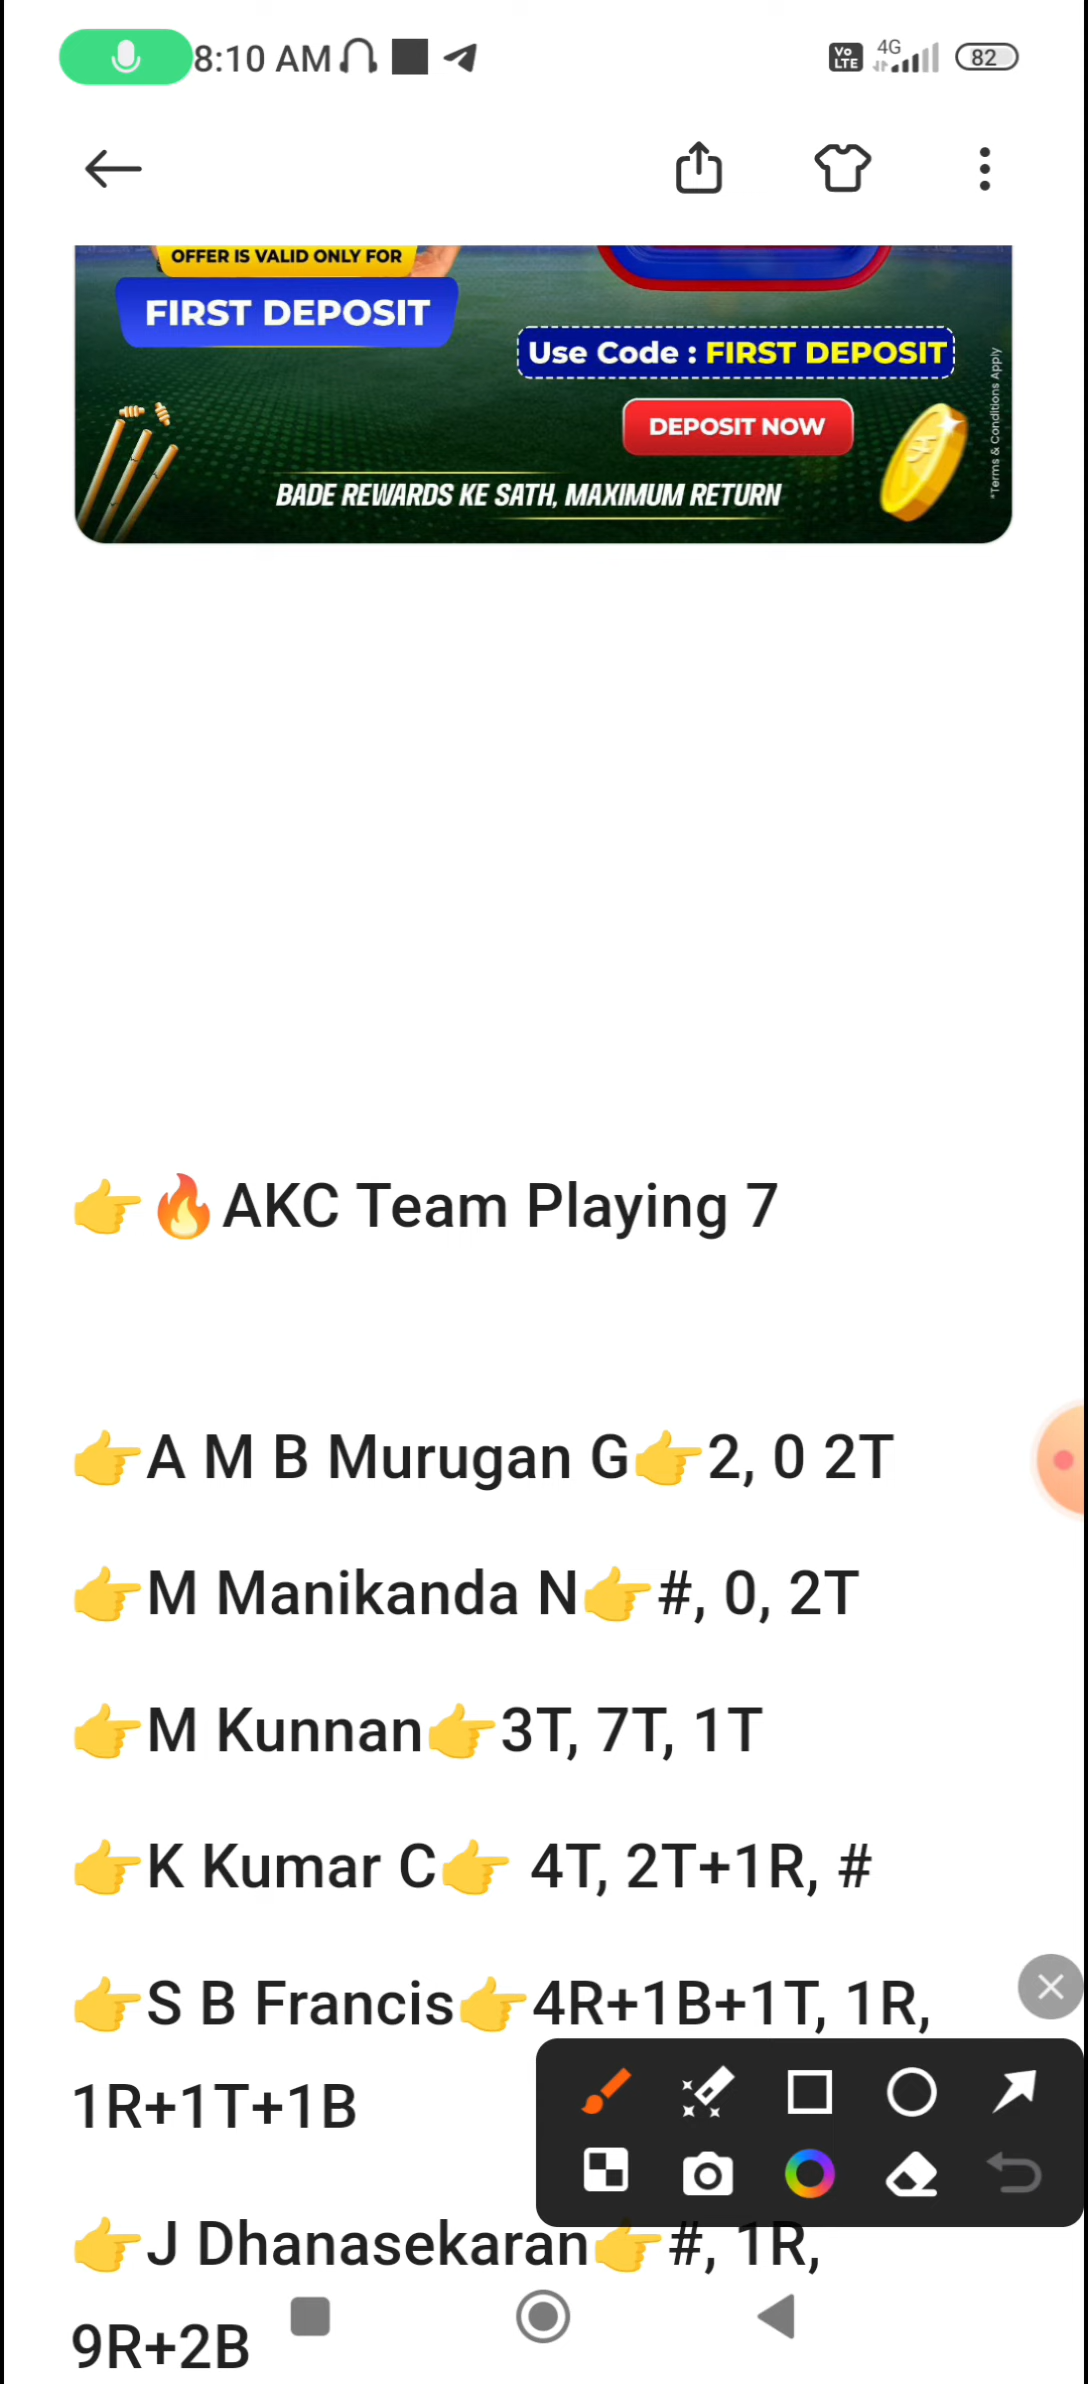 8:10 AM
Vo LTE 4G 82
OFFER IS VALID ONLY FOR
FIRST DEPOSIT
Use Code : FIRST DEPOSIT
DEPOSIT NOW
*Terms & Conditions Apply
BADE REWARDS KE SATH, MAXIMUM RETURN
👉🔥AKC Team Playing 7
👉A M B Murugan G👉2, 0 2T
👉M Manikanda N👉#, 0, 2T
👉M Kunnan👉3T, 7T, 1T
👉K Kumar C👉 4T, 2T+1R, #
👉S B Francis👉4R+1B+1T, 1R,
1R+1T+1B
👉J Dhanasekaran👉#, 1R,
9R+2B